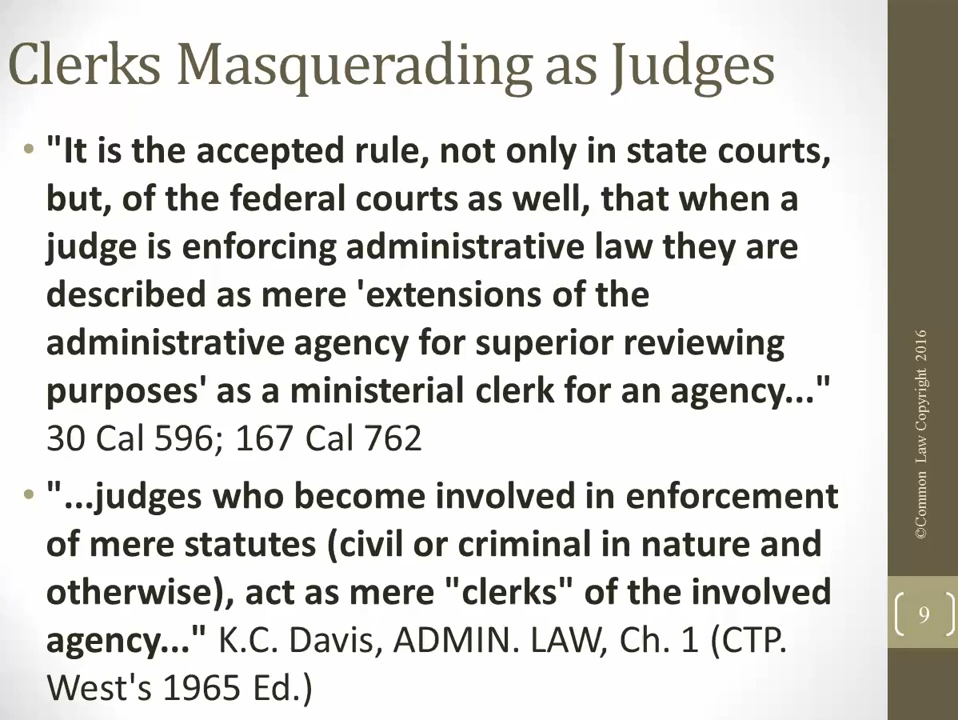 Clerks Masquerading as Judges
• "It is the accepted rule, not only in state courts,
but, of the federal courts as well, that when a
judge is enforcing administrative law they are
described as mere 'extensions of the
administrative agency for superior reviewing
purposes' as a ministerial clerk for an agency..."
30 Cal 596; 167 Cal 762
• "...judges who become involved in enforcement
of mere statutes (civil or criminal in nature and
otherwise), act as mere "clerks" of the involved
agency..." K.C. Davis, ADMIN. LAW, Ch. 1 (CTP.
West's 1965 Ed.)
©Common Law Copyright 2016
9